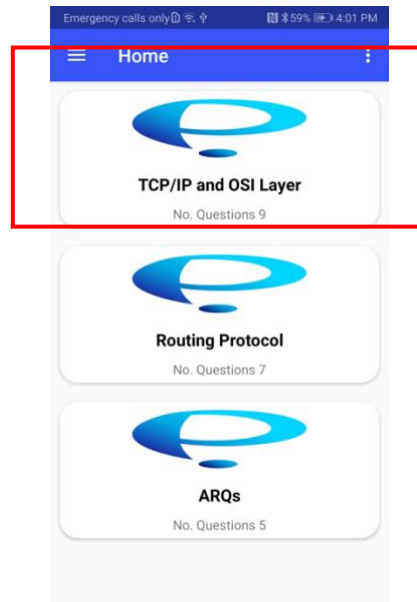 Emergency calls only 59% 4:01 PM
Home
TCP/IP and OSI Layer
No. Questions 9
Routing Protocol
No. Questions 7
ARQs
No. Questions 5